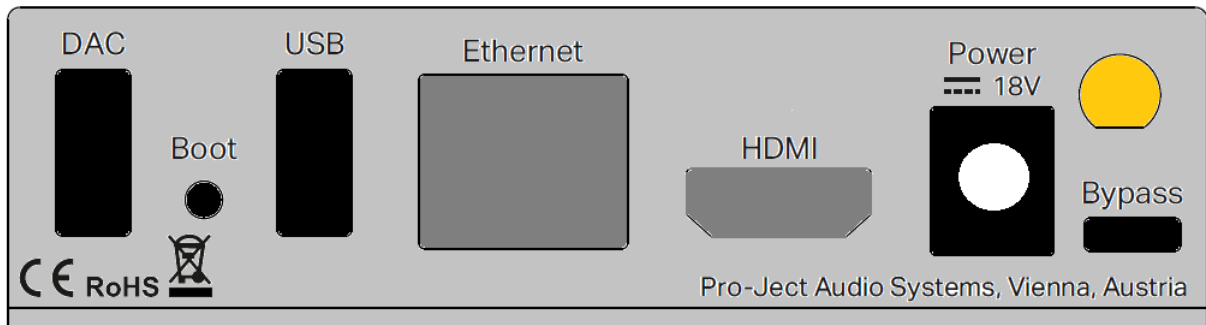 DAC
USB
Ethernet
Power
18V
Boot
HDMI
Bypass
CE RoHS
Pro-Ject Audio Systems, Vienna, Austria